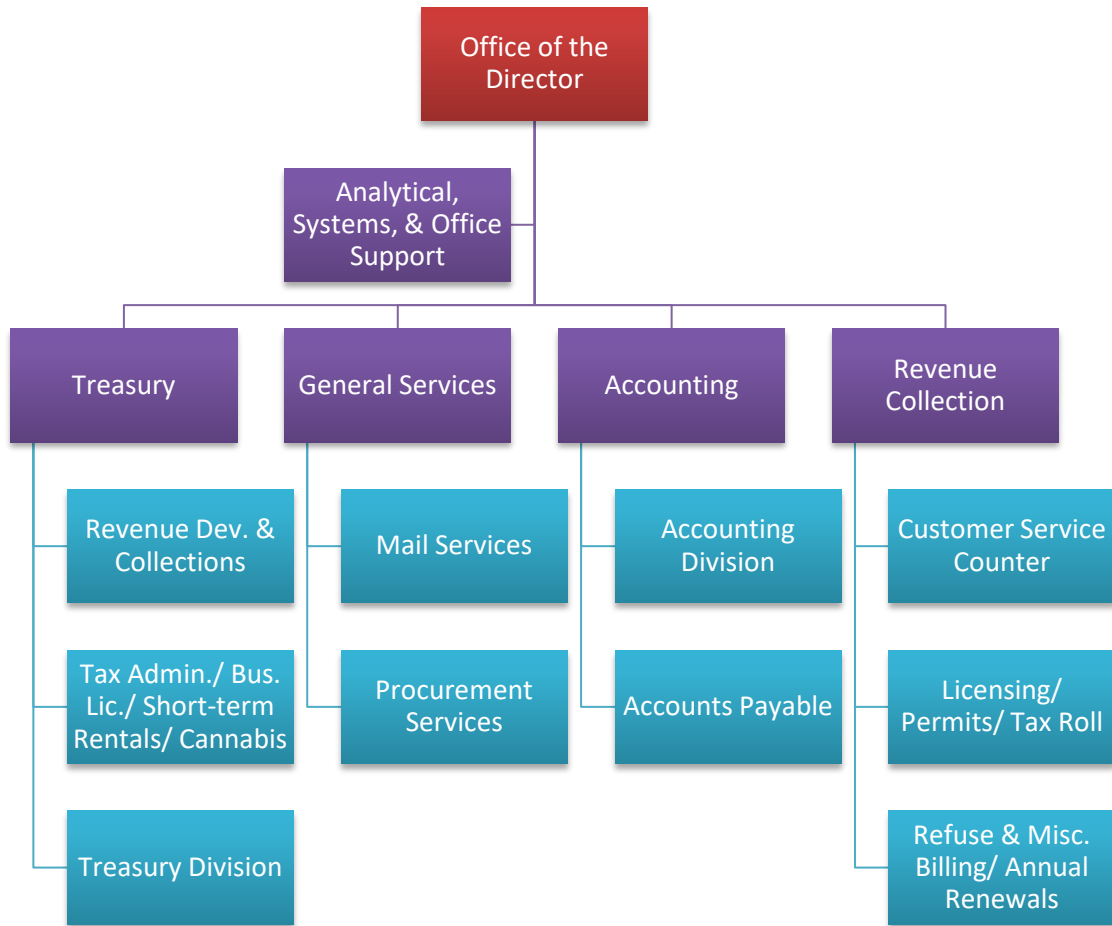 Office of the
Director
Analytical,
Systems, & Office
Support
Treasury
General Services
Accounting
Revenue
Collection
Revenue Dev. &
Collections
Mail Services
Accounting
Division
Customer Service
Counter
Tax Admin./ Bus.
Lic./ Short-term
Rentals/ Cannabis
Procurement
Services
Accounts Payable
Licensing/
Permits/ Tax Roll
Treasury Division
Refuse & Misc.
Billing/ Annual
Renewals